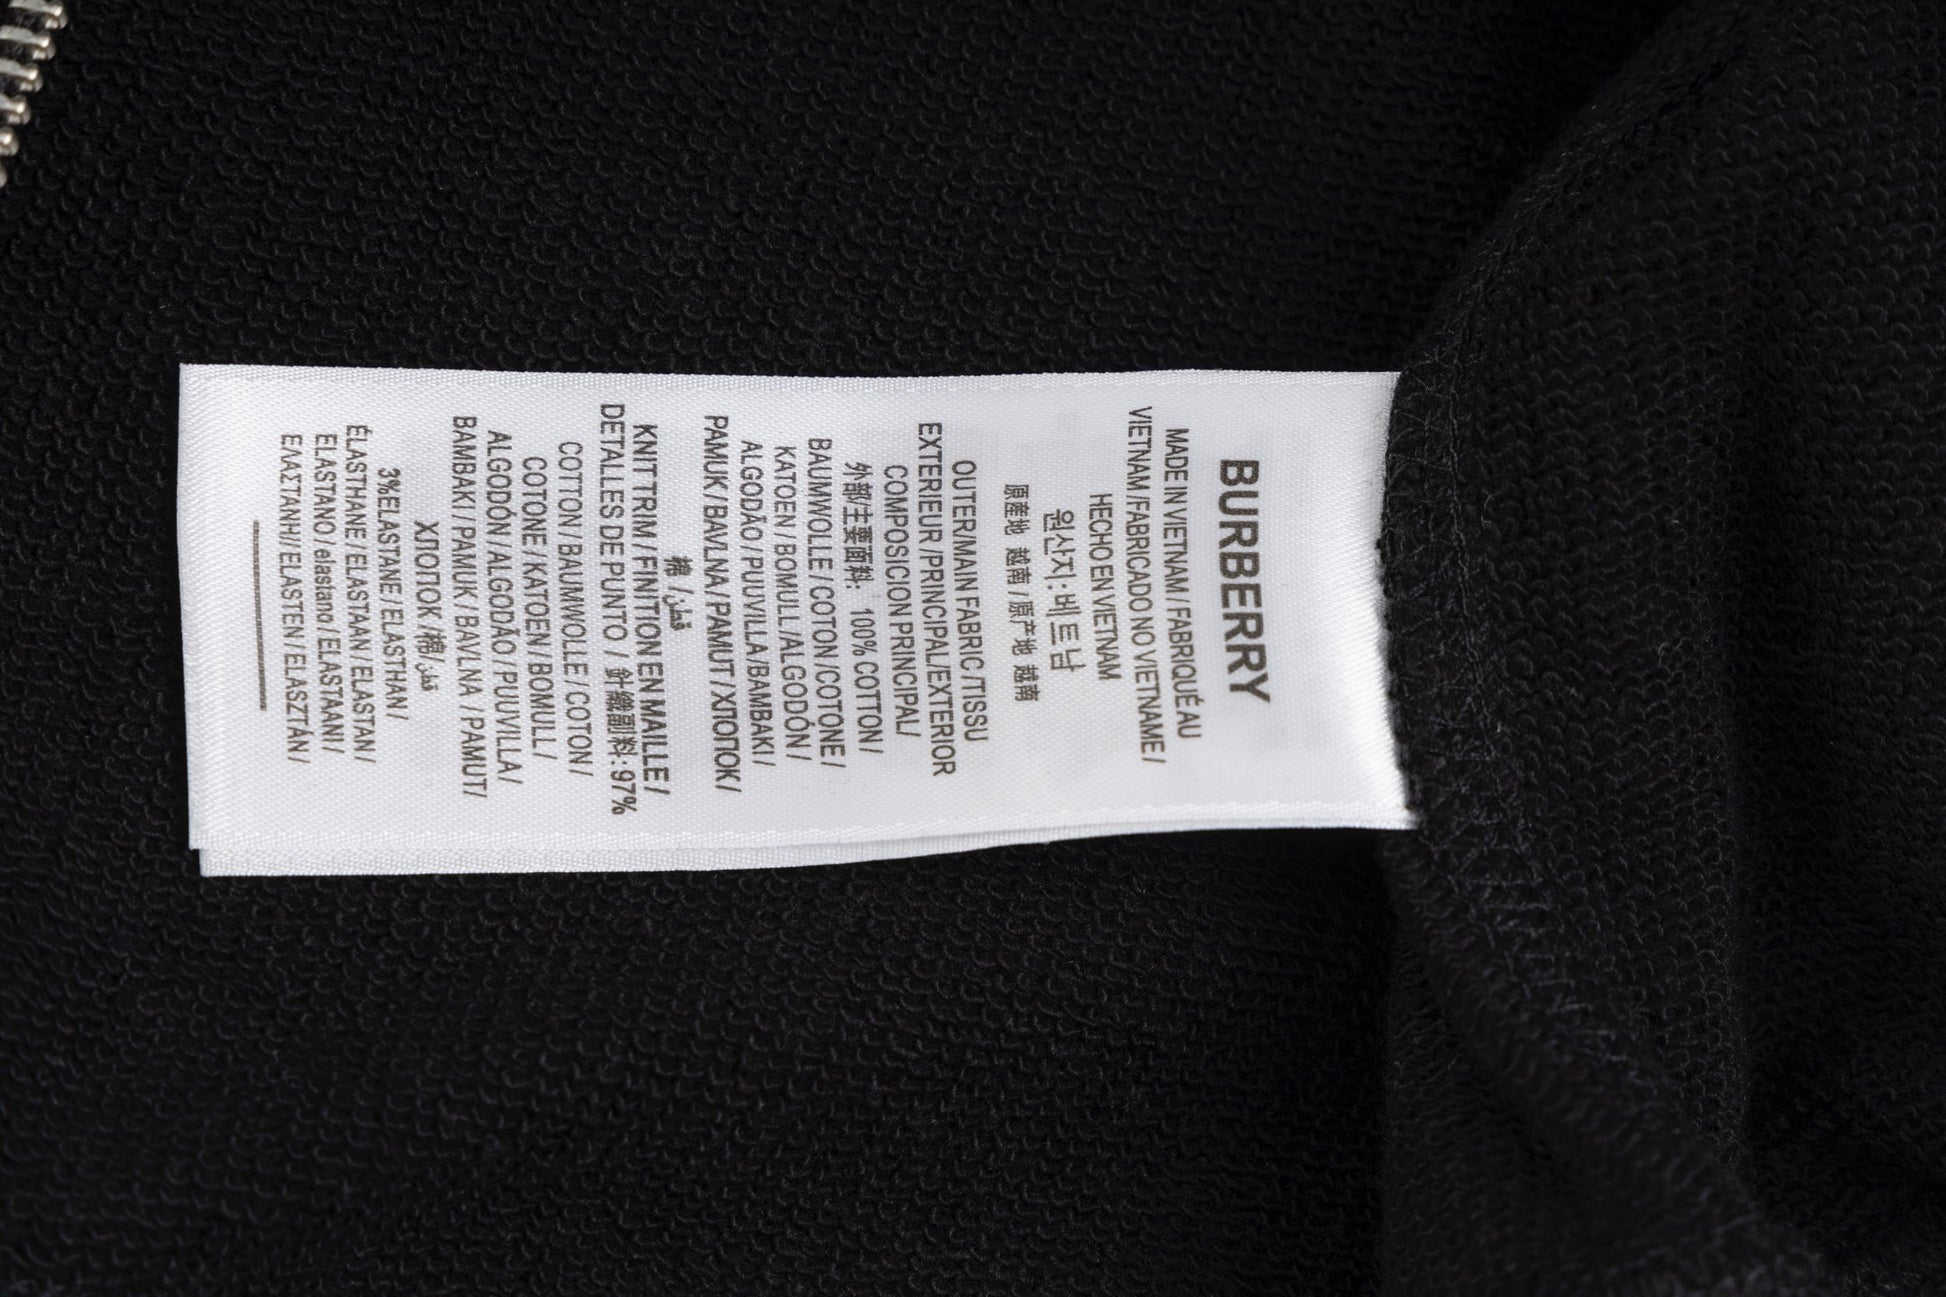 BURBERRY
MADE IN VIETNAM / FABRIQUÉ AU
VIETNAM / FABRICADO NO VIETNAME /
HECHO EN VIETNAM
원산지: 베트남
原産地 越南 / 原产地 越南
OUTER/MAIN FABRIC /TISSU
EXTERIEUR /PRINCIPAL/EXTERIOR
COMPOSICION PRINCIPAL/
外部/主要面料: 100% COTTON /
BAUMWOLLE / COTON / COTONE /
KATOEN / BOMULL / ALGODÓN /
ALGODÃO / PUUVILLA / BAMBAKI /
PAMUK / BAVLNA / PAMUT / ΧΤΟΠΟΚ /
棉 / قطن
KNIT TRIM / FINITION EN MAILLE /
DETALLES DE PUNTO / 針織副料: 97%
COTTON / BAUMWOLLE / COTON /
COTONE / KATOEN / BOMULL /
ALGODÓN / ALGODÃO / PUUVILLA /
BAMBAKI / PAMUK / BAVLNA / PAMUT /
ΧΤΟΠΟΚ / 棉 / قطن
3% ELASTANE / ELASTHAN /
ÉLASTHANE / ELASTAAN / ELASTAN /
ELASTANO / elastano / ELASTAANI /
ΕΛΑΣΤΑΝΗ / ELASTEN / ELASZTÁN /